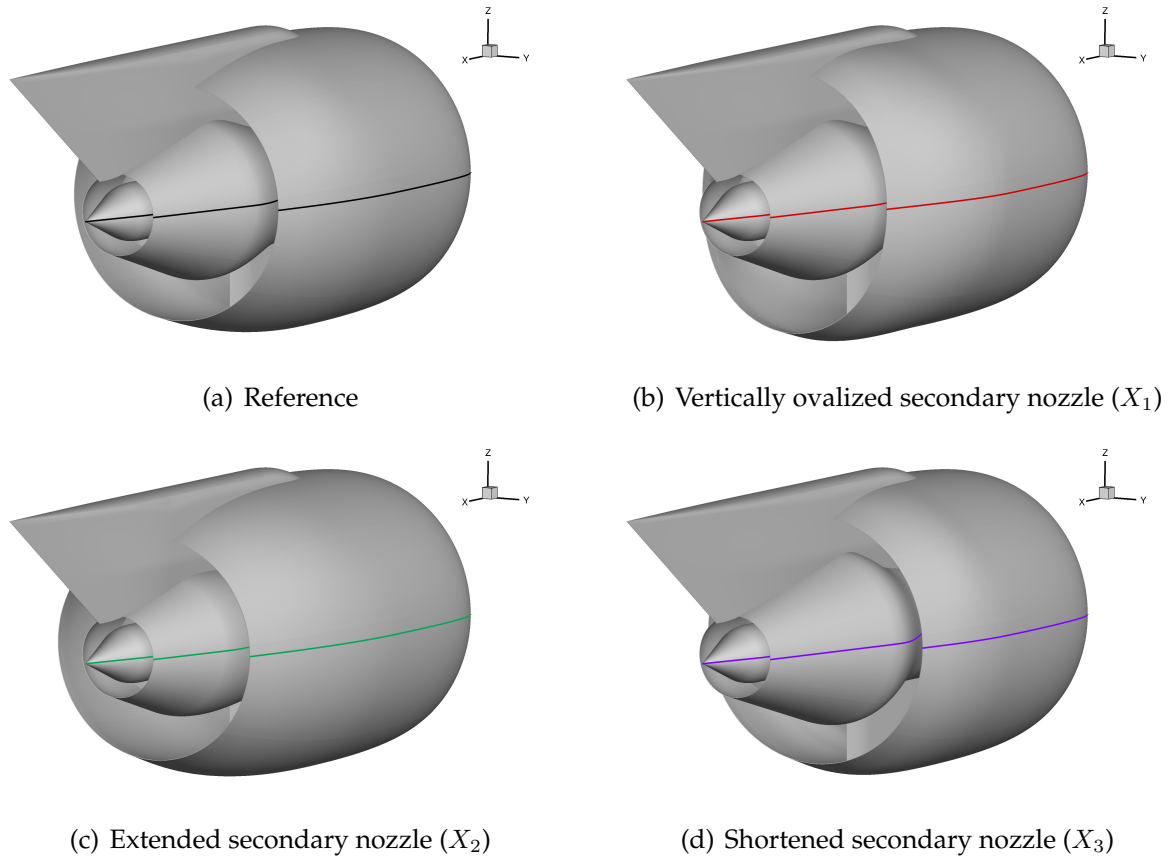 Z
X
Y
Z
X
Y
(a) Reference
(b) Vertically ovalized secondary nozzle (X₁)
Z
X
Y
Z
X
Y
(c) Extended secondary nozzle (X₂)
(d) Shortened secondary nozzle (X₃)